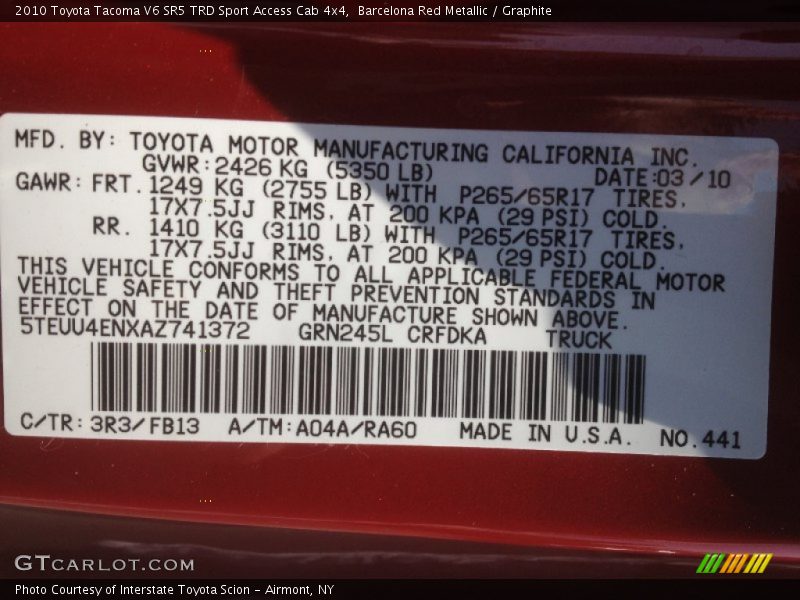 2010 Toyota Tacoma V6 SR5 TRD Sport Access Cab 4x4, Barcelona Red Metallic / Graphite
MFD. BY: TOYOTA MOTOR MANUFACTURING CALIFORNIA INC.
GVWR: 2426 KG (5350 LB) DATE: 03/10
GAWR: FRT. 1249 KG (2755 LB) WITH P265/65R17 TIRES,
17X7.5JJ RIMS, AT 200 KPA (29 PSI) COLD.
RR. 1410 KG (3110 LB) WITH P265/65R17 TIRES,
17X7.5JJ RIMS, AT 200 KPA (29 PSI) COLD.
THIS VEHICLE CONFORMS TO ALL APPLICABLE FEDERAL MOTOR
VEHICLE SAFETY AND THEFT PREVENTION STANDARDS IN
EFFECT ON THE DATE OF MANUFACTURE SHOWN ABOVE.
5TEUU4ENXAZ741372 GRN245L CRFDKA TRUCK
C/TR: 3R3/FB13 A/TM: A04A/RA60 MADE IN U.S.A. NO. 441
GTCARLOT.COM
Photo Courtesy of Interstate Toyota Scion - Airmont, NY